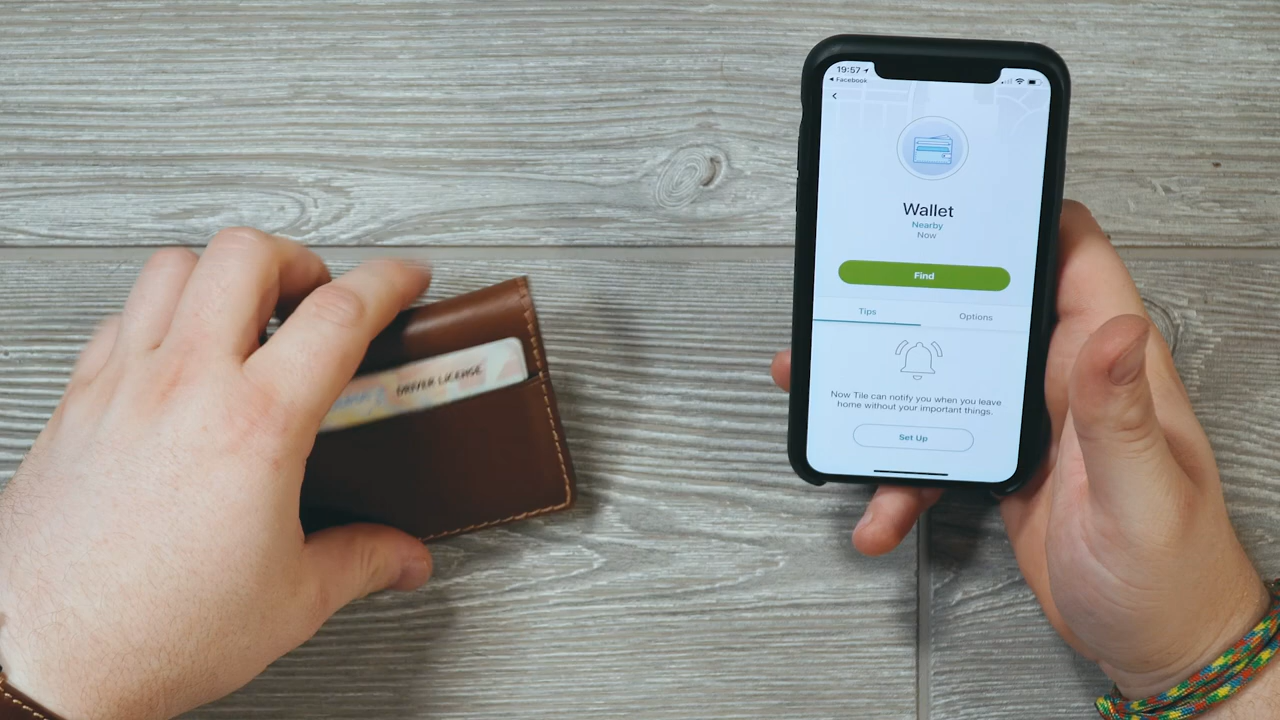 19:57
Facebook
Wallet
Nearby
Now
Find
Tips
Options
Now Tile can notify you when you leave
home without your important things.
Set Up
DRIVER LICENSE